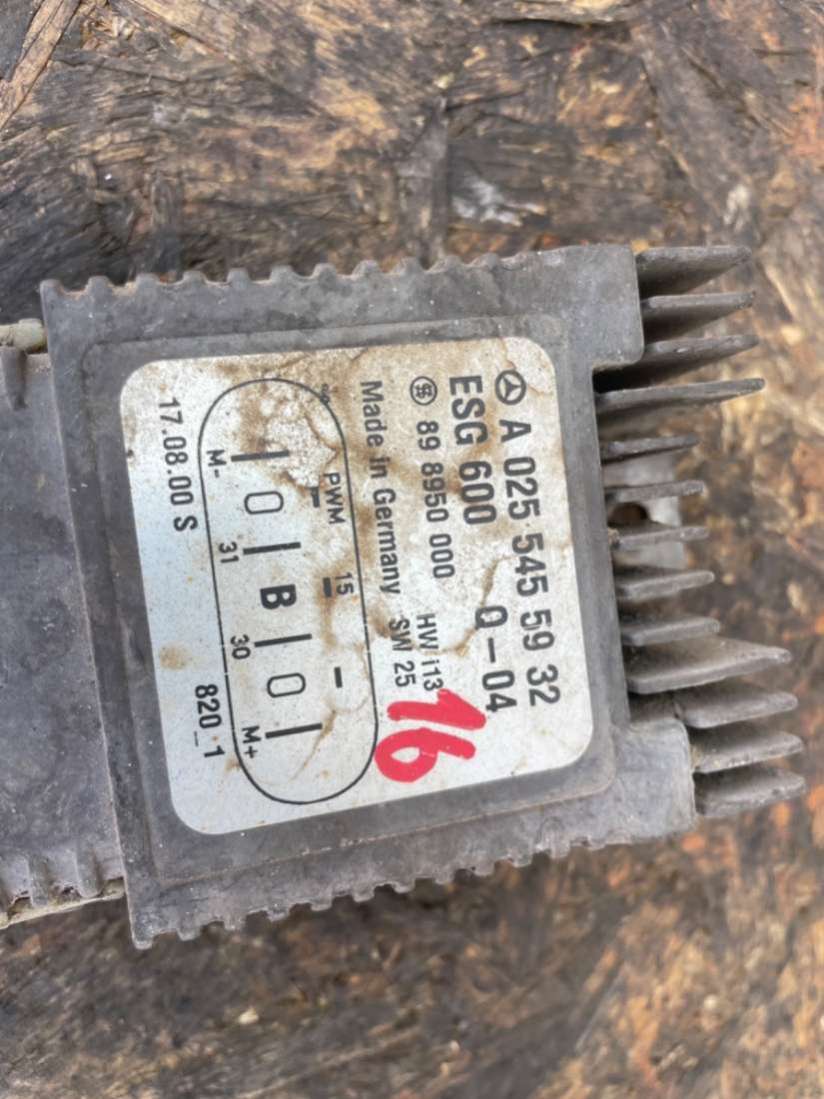 A 025 545 59 32
ESG 600 Q-04
89 8950 000 HW i13
Made in Germany SW 25
16
PWM 15
B
M- 31 30 M+
17.08.00 S 820_1